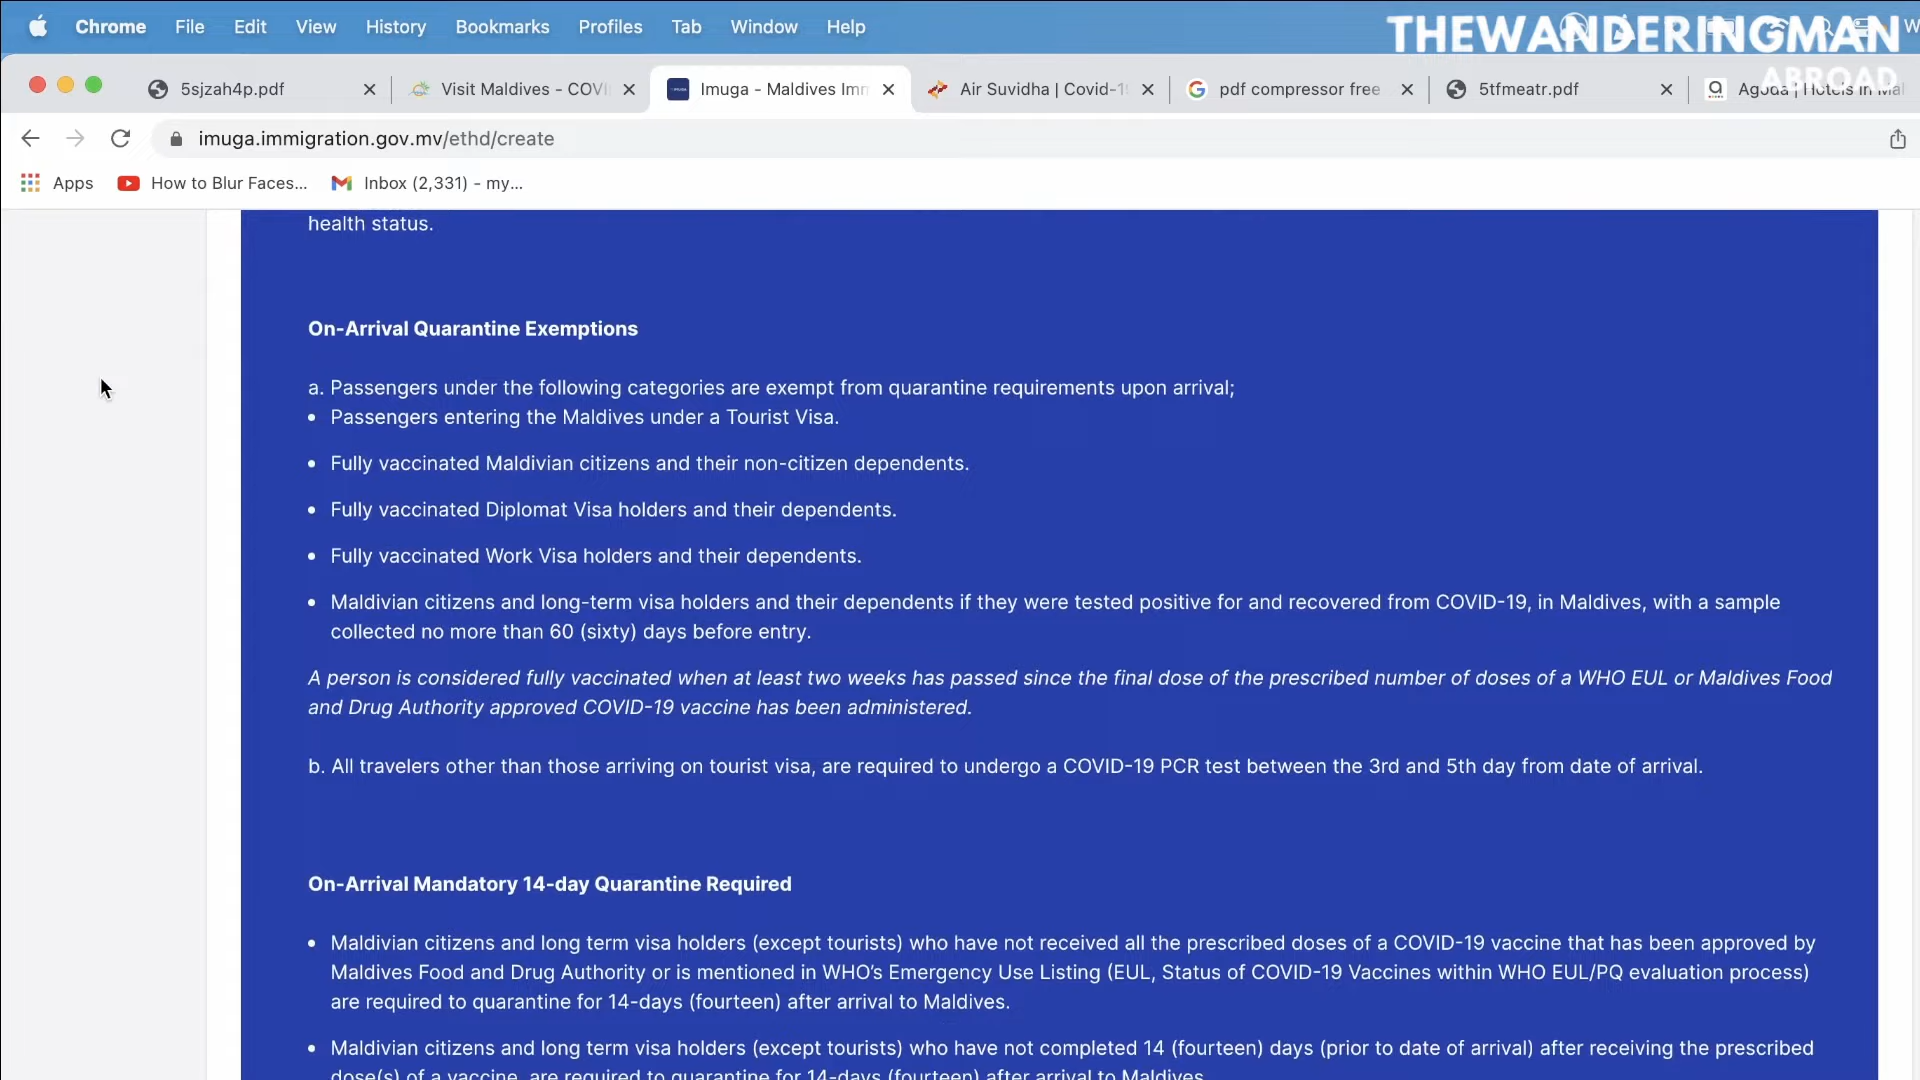 Chrome File Edit View History Bookmarks Profiles Tab Window Help
THEWANDERINGMAN
ABROAD
5sjzah4p.pdf Visit Maldives - COVI Imuga - Maldives Imm Air Suvidha | Covid-1 pdf compressor free 5tfmeatr.pdf Agoda | Hotels in Mal
imuga.immigration.gov.mv/ethd/create
Apps How to Blur Faces... Inbox (2,331) - my...
health status.
On-Arrival Quarantine Exemptions
a. Passengers under the following categories are exempt from quarantine requirements upon arrival;
• Passengers entering the Maldives under a Tourist Visa.
• Fully vaccinated Maldivian citizens and their non-citizen dependents.
• Fully vaccinated Diplomat Visa holders and their dependents.
• Fully vaccinated Work Visa holders and their dependents.
• Maldivian citizens and long-term visa holders and their dependents if they were tested positive for and recovered from COVID-19, in Maldives, with a sample
collected no more than 60 (sixty) days before entry.
A person is considered fully vaccinated when at least two weeks has passed since the final dose of the prescribed number of doses of a WHO EUL or Maldives Food
and Drug Authority approved COVID-19 vaccine has been administered.
b. All travelers other than those arriving on tourist visa, are required to undergo a COVID-19 PCR test between the 3rd and 5th day from date of arrival.
On-Arrival Mandatory 14-day Quarantine Required
• Maldivian citizens and long term visa holders (except tourists) who have not received all the prescribed doses of a COVID-19 vaccine that has been approved by
Maldives Food and Drug Authority or is mentioned in WHO's Emergency Use Listing (EUL, Status of COVID-19 Vaccines within WHO EUL/PQ evaluation process)
are required to quarantine for 14-days (fourteen) after arrival to Maldives.
• Maldivian citizens and long term visa holders (except tourists) who have not completed 14 (fourteen) days (prior to date of arrival) after receiving the prescribed
dose(s) of a vaccine, are required to quarantine for 14-days (fourteen) after arrival to Maldives.